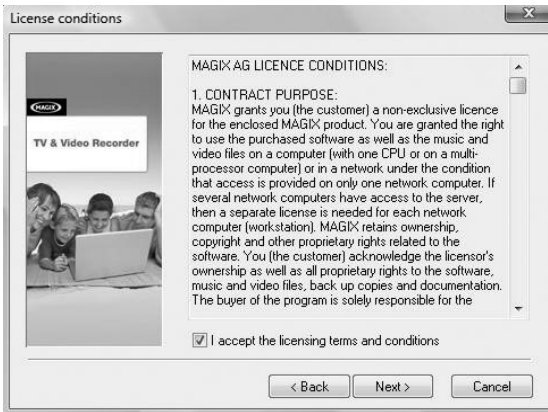 License conditions
MAGIX
TV & Video Recorder
MAGIX AG LICENCE CONDITIONS:
1. CONTRACT PURPOSE:
MAGIX grants you (the customer) a non-exclusive licence
for the enclosed MAGIX product. You are granted the right
to use the purchased software as well as the music and
video files on a computer (with one CPU or on a multi-
processor computer) or in a network under the condition
that access is provided on only one network computer. If
several network computers have access to the server,
then a separate license is needed for each network
computer (workstation). MAGIX retains ownership,
copyright and other proprietary rights related to the
software. You (the customer) acknowledge the licensor's
ownership as well as all proprietary rights to the software,
music and video files, back up copies and documentation.
The buyer of the program is solely responsible for the
I accept the licensing terms and conditions
< Back
Next >
Cancel